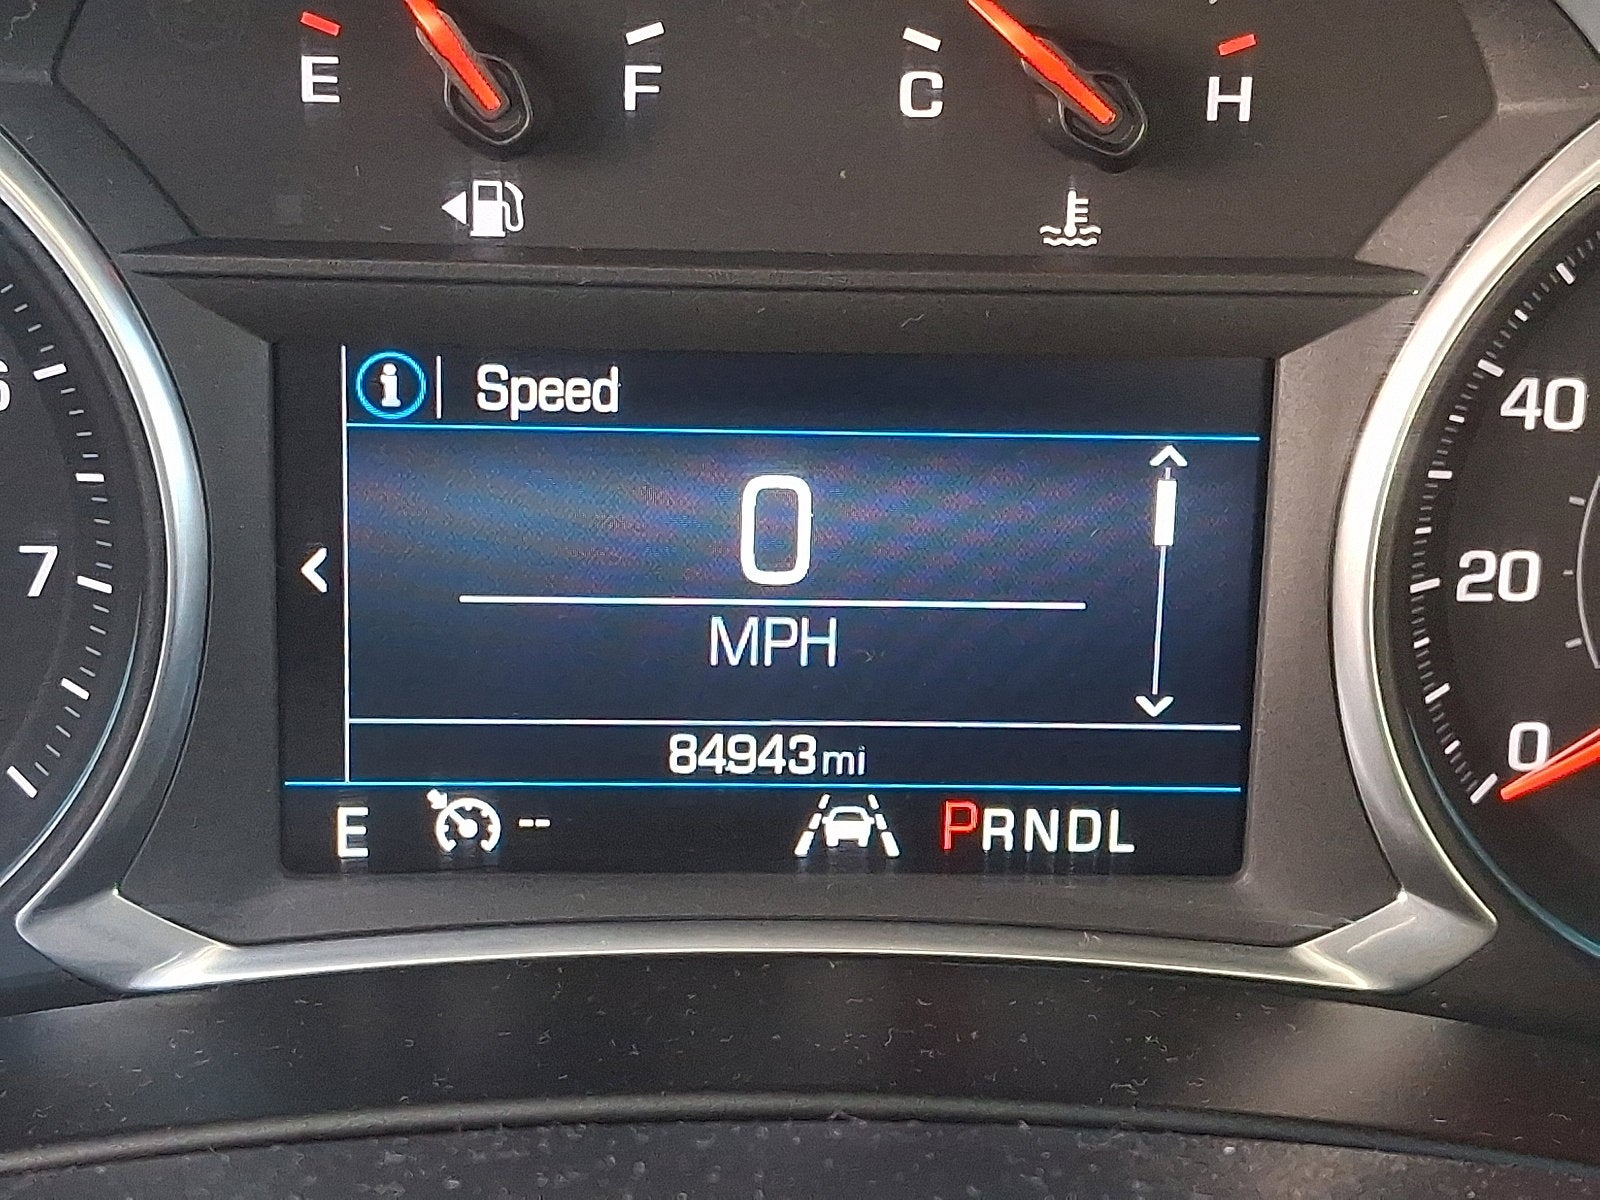 E F C H
i Speed
0
MPH
84943mi
E -- PRNDL
7
40
20
0